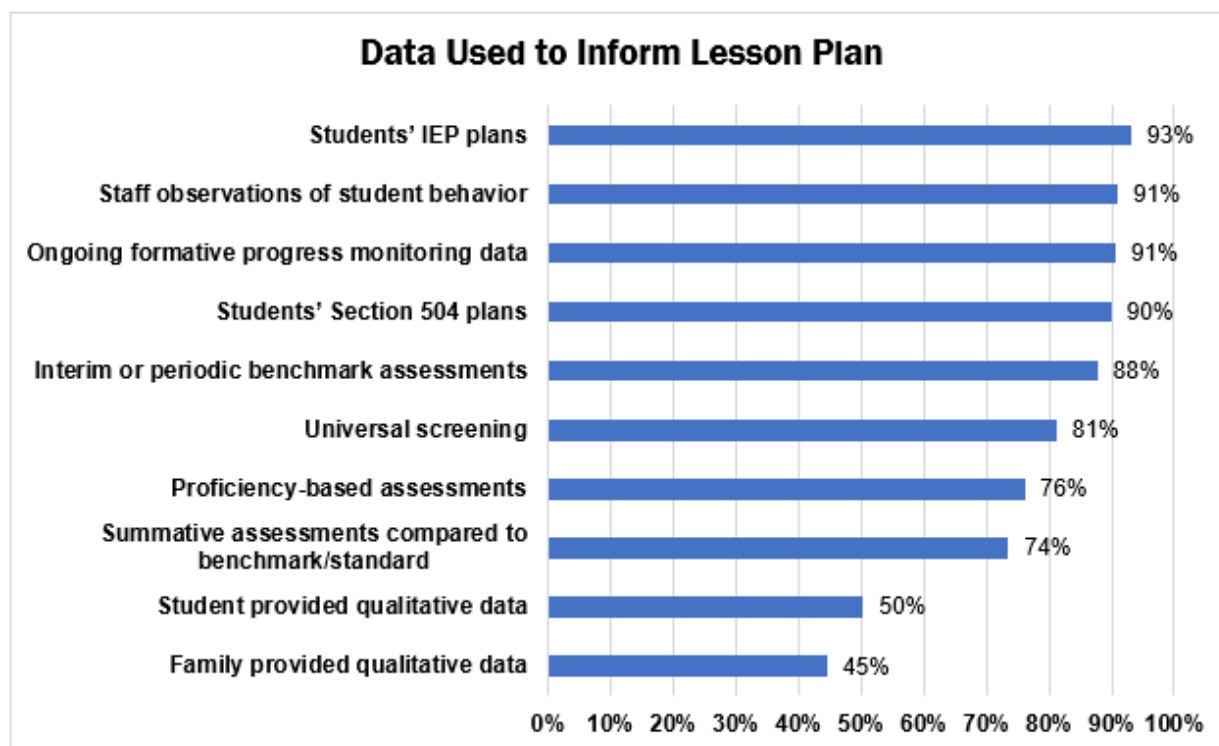 Data Used to Inform Lesson Plan
Students’ IEP plans 93%
Staff observations of student behavior 91%
Ongoing formative progress monitoring data 91%
Students’ Section 504 plans 90%
Interim or periodic benchmark assessments 88%
Universal screening 81%
Proficiency-based assessments 76%
Summative assessments compared to
benchmark/standard 74%
Student provided qualitative data 50%
Family provided qualitative data 45%
0% 10% 20% 30% 40% 50% 60% 70% 80% 90% 100%